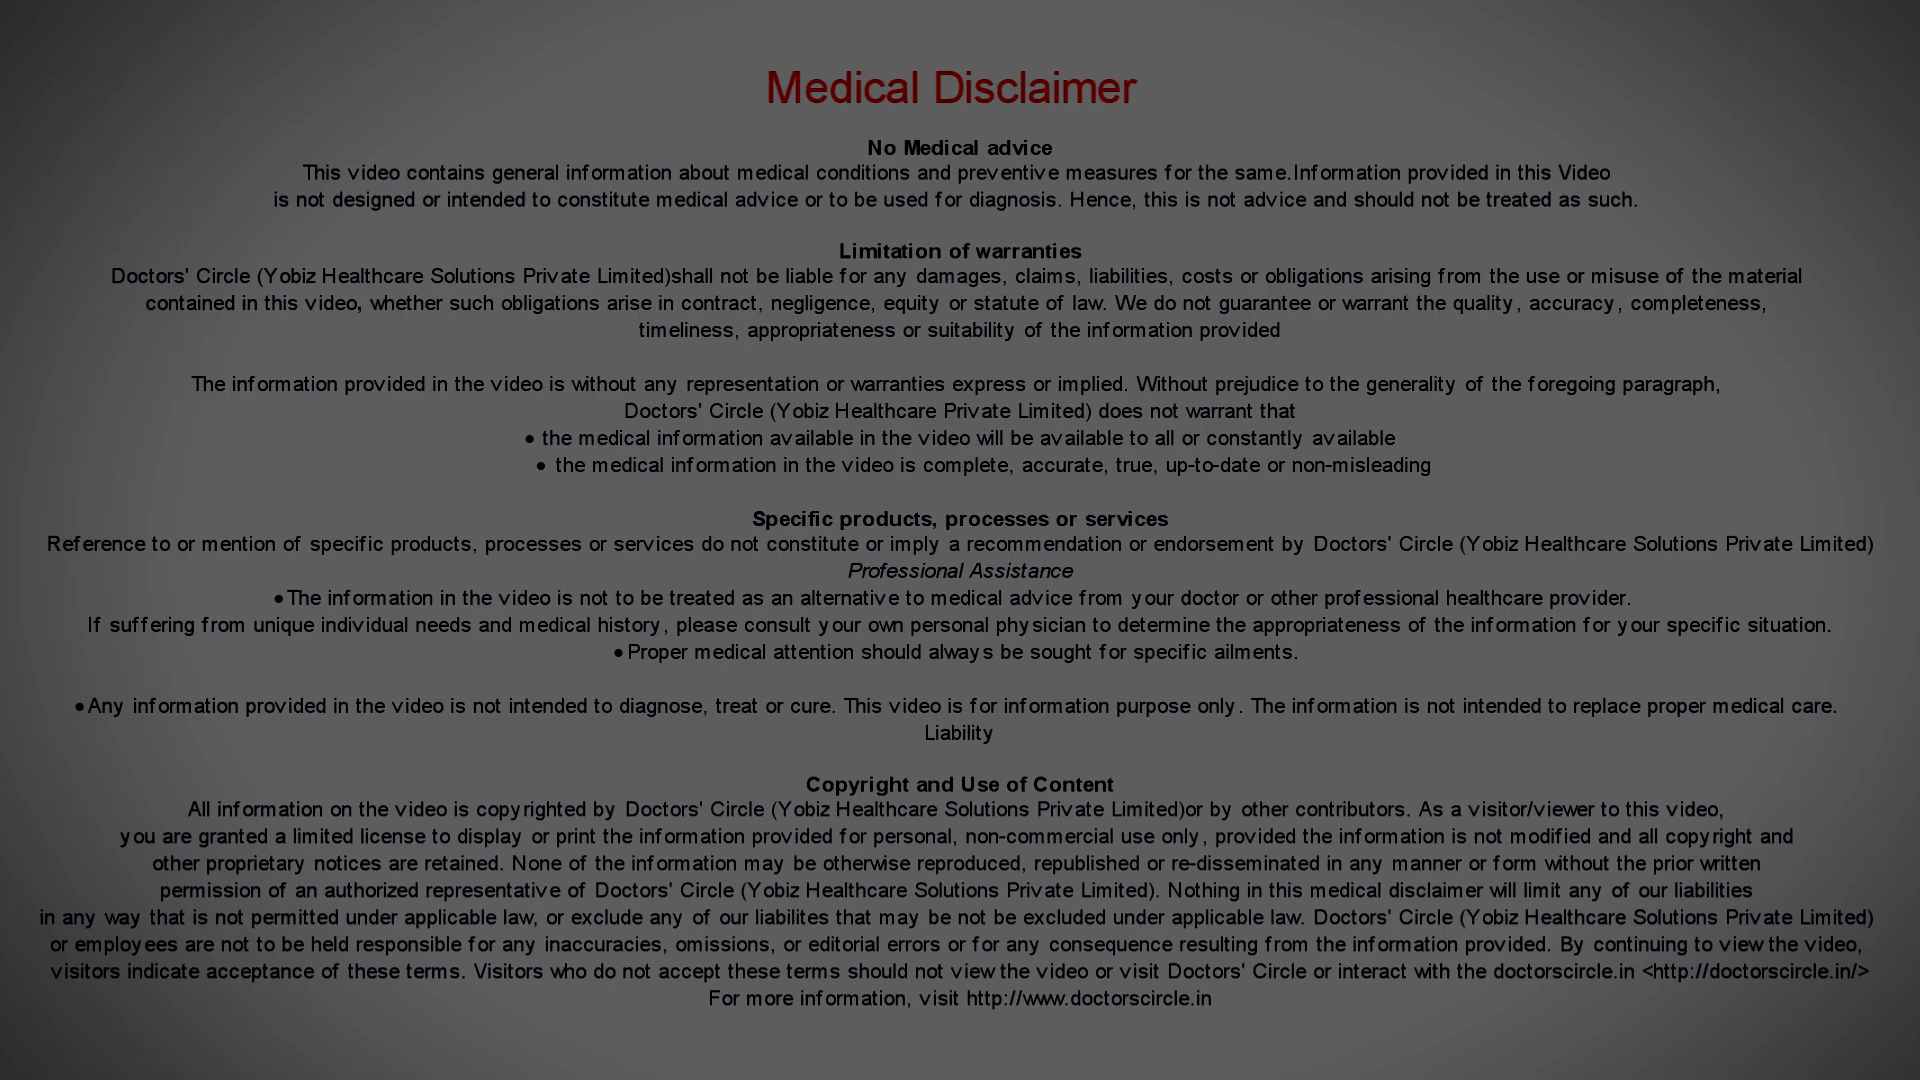 Medical Disclaimer
No Medical advice
This video contains general information about medical conditions and preventive measures for the same.Information provided in this Video
is not designed or intended to constitute medical advice or to be used for diagnosis. Hence, this is not advice and should not be treated as such.
Limitation of warranties
Doctors' Circle (Yobiz Healthcare Solutions Private Limited)shall not be liable for any damages, claims, liabilities, costs or obligations arising from the use or misuse of the material
contained in this video, whether such obligations arise in contract, negligence, equity or statute of law. We do not guarantee or warrant the quality, accuracy, completeness,
timeliness, appropriateness or suitability of the information provided
The information provided in the video is without any representation or warranties express or implied. Without prejudice to the generality of the foregoing paragraph,
Doctors' Circle (Yobiz Healthcare Private Limited) does not warrant that
• the medical information available in the video will be available to all or constantly available
• the medical information in the video is complete, accurate, true, up-to-date or non-misleading
Specific products, processes or services
Reference to or mention of specific products, processes or services do not constitute or imply a recommendation or endorsement by Doctors' Circle (Yobiz Healthcare Solutions Private Limited)
Professional Assistance
•The information in the video is not to be treated as an alternative to medical advice from your doctor or other professional healthcare provider.
If suffering from unique individual needs and medical history, please consult your own personal physician to determine the appropriateness of the information for your specific situation.
•Proper medical attention should always be sought for specific ailments.
•Any information provided in the video is not intended to diagnose, treat or cure. This video is for information purpose only. The information is not intended to replace proper medical care.
Liability
Copyright and Use of Content
All information on the video is copyrighted by Doctors' Circle (Yobiz Healthcare Solutions Private Limited)or by other contributors. As a visitor/viewer to this video,
you are granted a limited license to display or print the information provided for personal, non-commercial use only, provided the information is not modified and all copyright and
other proprietary notices are retained. None of the information may be otherwise reproduced, republished or re-disseminated in any manner or form without the prior written
permission of an authorized representative of Doctors' Circle (Yobiz Healthcare Solutions Private Limited). Nothing in this medical disclaimer will limit any of our liabilities
in any way that is not permitted under applicable law, or exclude any of our liabilites that may be not be excluded under applicable law. Doctors' Circle (Yobiz Healthcare Solutions Private Limited)
or employees are not to be held responsible for any inaccuracies, omissions, or editorial errors or for any consequence resulting from the information provided. By continuing to view the video,
visitors indicate acceptance of these terms. Visitors who do not accept these terms should not view the video or visit Doctors' Circle or interact with the doctorscircle.in <http://doctorscircle.in/>
For more information, visit http://www.doctorscircle.in